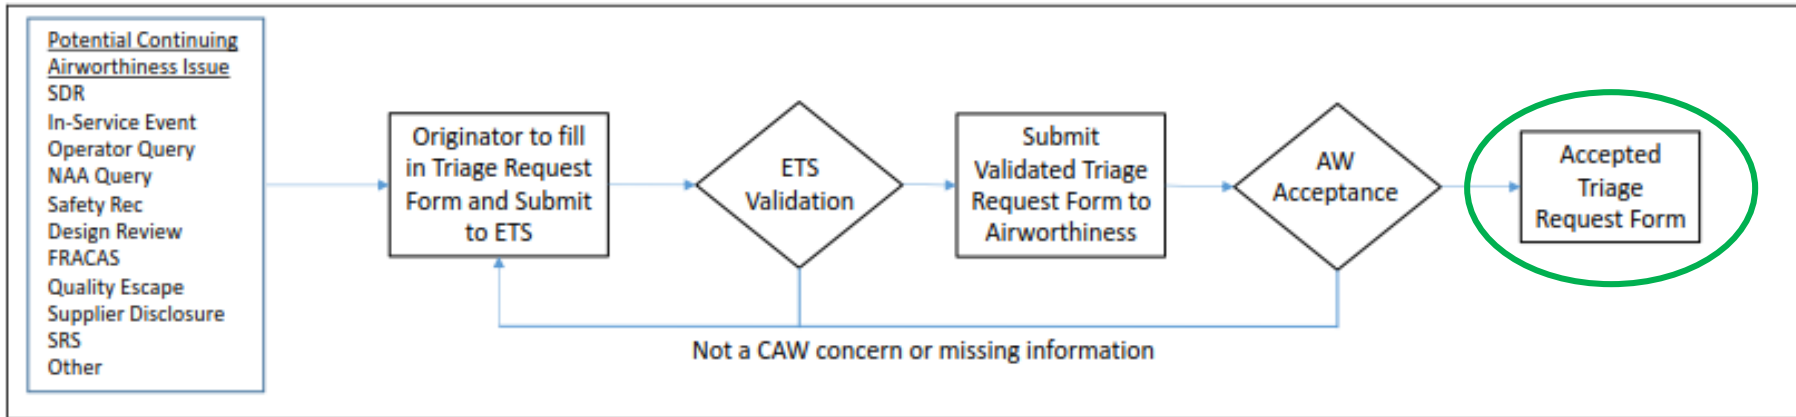 Potential Continuing
Airworthiness Issue
SDR
In-Service Event
Operator Query
NAA Query
Safety Rec
Design Review
FRACAS
Quality Escape
Supplier Disclosure
SRS
Other
Originator to fill
in Triage Request
Form and Submit
to ETS
ETS
Validation
Submit
Validated Triage
Request Form to
Airworthiness
AW
Acceptance
Accepted
Triage
Request Form
Not a CAW concern or missing information